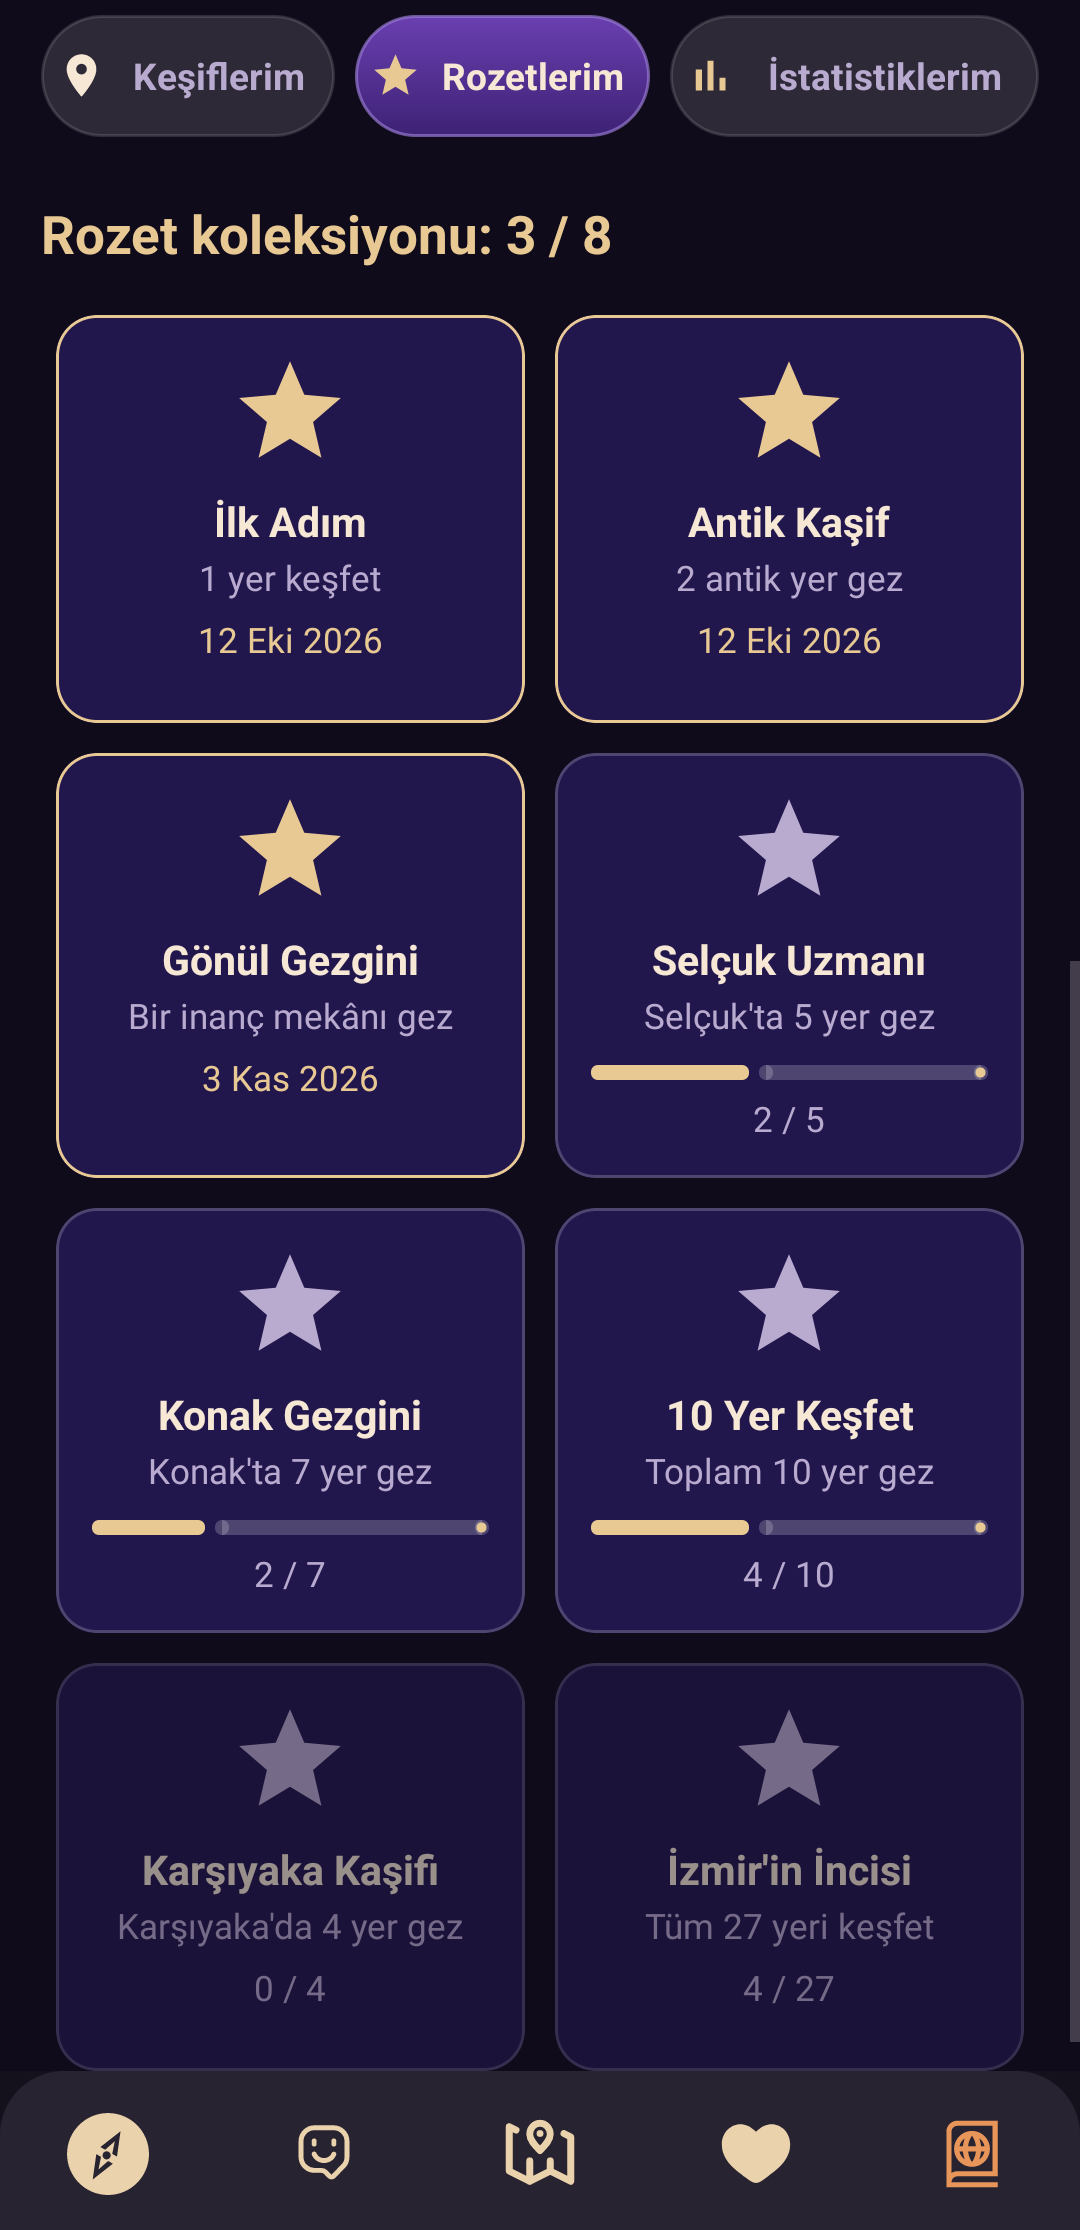 Keşiflerim
Rozetlerim
İstatistiklerim
Rozet koleksiyonu: 3 / 8
İlk Adım
1 yer keşfet
12 Eki 2026
Antik Kaşif
2 antik yer gez
12 Eki 2026
Gönül Gezgini
Bir inanç mekânı gez
3 Kas 2026
Selçuk Uzmanı
Selçuk'ta 5 yer gez
2 / 5
Konak Gezgini
Konak'ta 7 yer gez
2 / 7
10 Yer Keşfet
Toplam 10 yer gez
4 / 10
Karşıyaka Kaşifi
Karşıyaka'da 4 yer gez
0 / 4
İzmir'in İncisi
Tüm 27 yeri keşfet
4 / 27